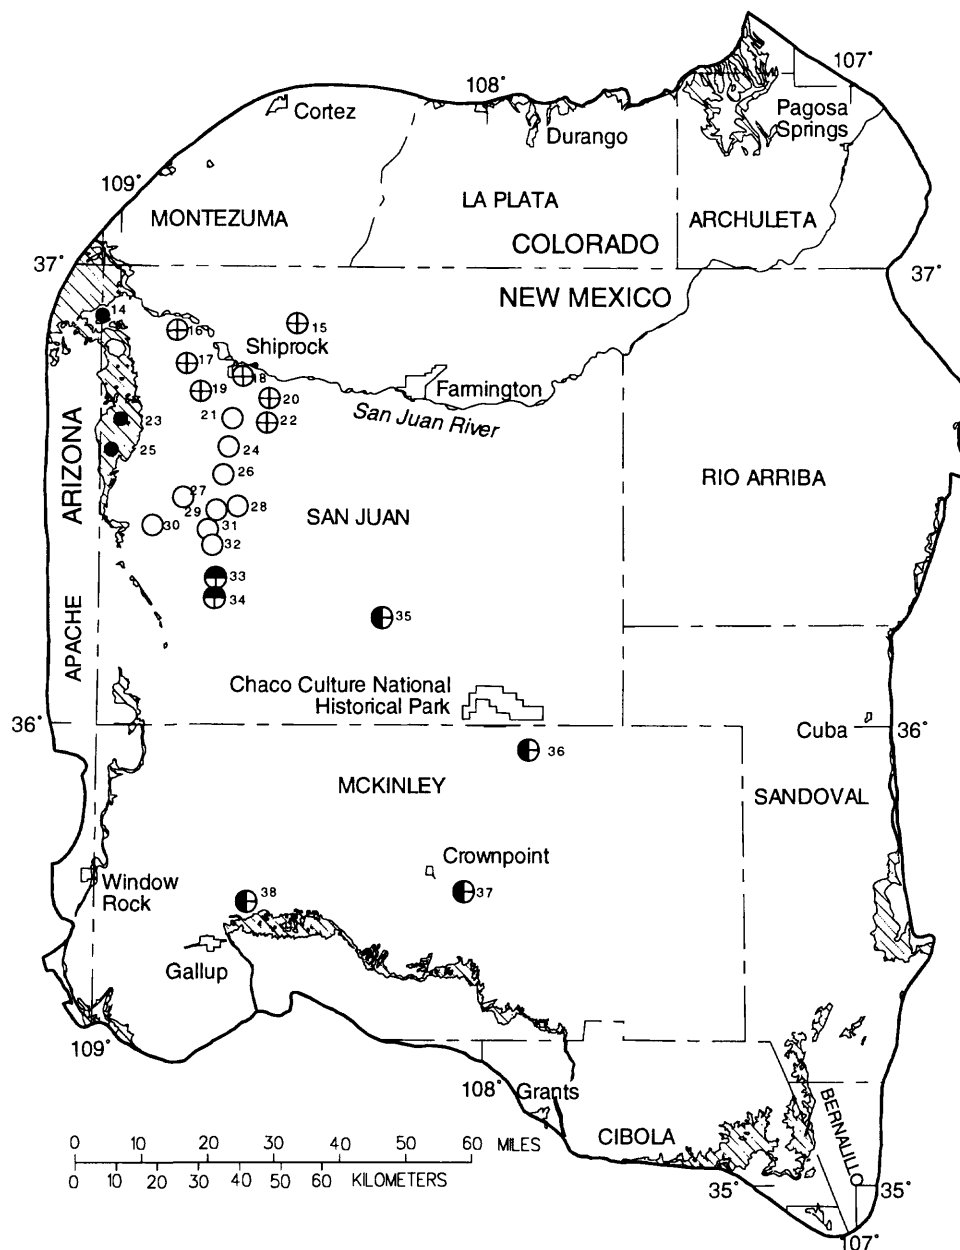 107°
108°
Cortez
Durango
Pagosa
Springs
109°
MONTEZUMA
LA PLATA
ARCHULETA
COLORADO
37°
37°
NEW MEXICO
14
16
15
Shiprock
17
18
19
20
Farmington
21
22
San Juan River
23
24
25
ARIZONA
26
RIO ARRIBA
27
28
29
SAN JUAN
30
31
32
33
34
35
APACHE
Chaco Culture National
Historical Park
36°
Cuba
36°
36
MCKINLEY
SANDOVAL
Crownpoint
Window
Rock
38
37
Gallup
109°
108°
Grants
BERNALILLO
CIBOLA
0 10 20 30 40 50 60 MILES
0 10 20 30 40 50 60 KILOMETERS
35°
35°
107°